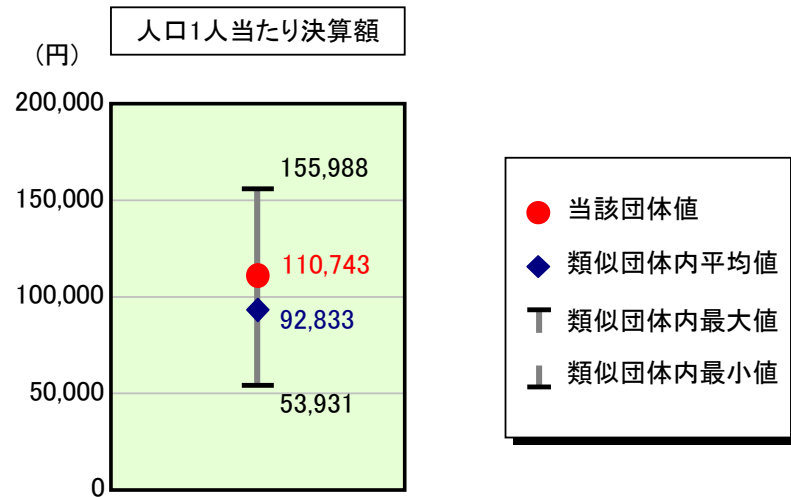 人口1人当たり決算額
(円)
200,000
150,000
100,000
50,000
0
155,988
110,743
92,833
53,931
当該団体値
類似団体内平均値
類似団体内最大値
類似団体内最小値